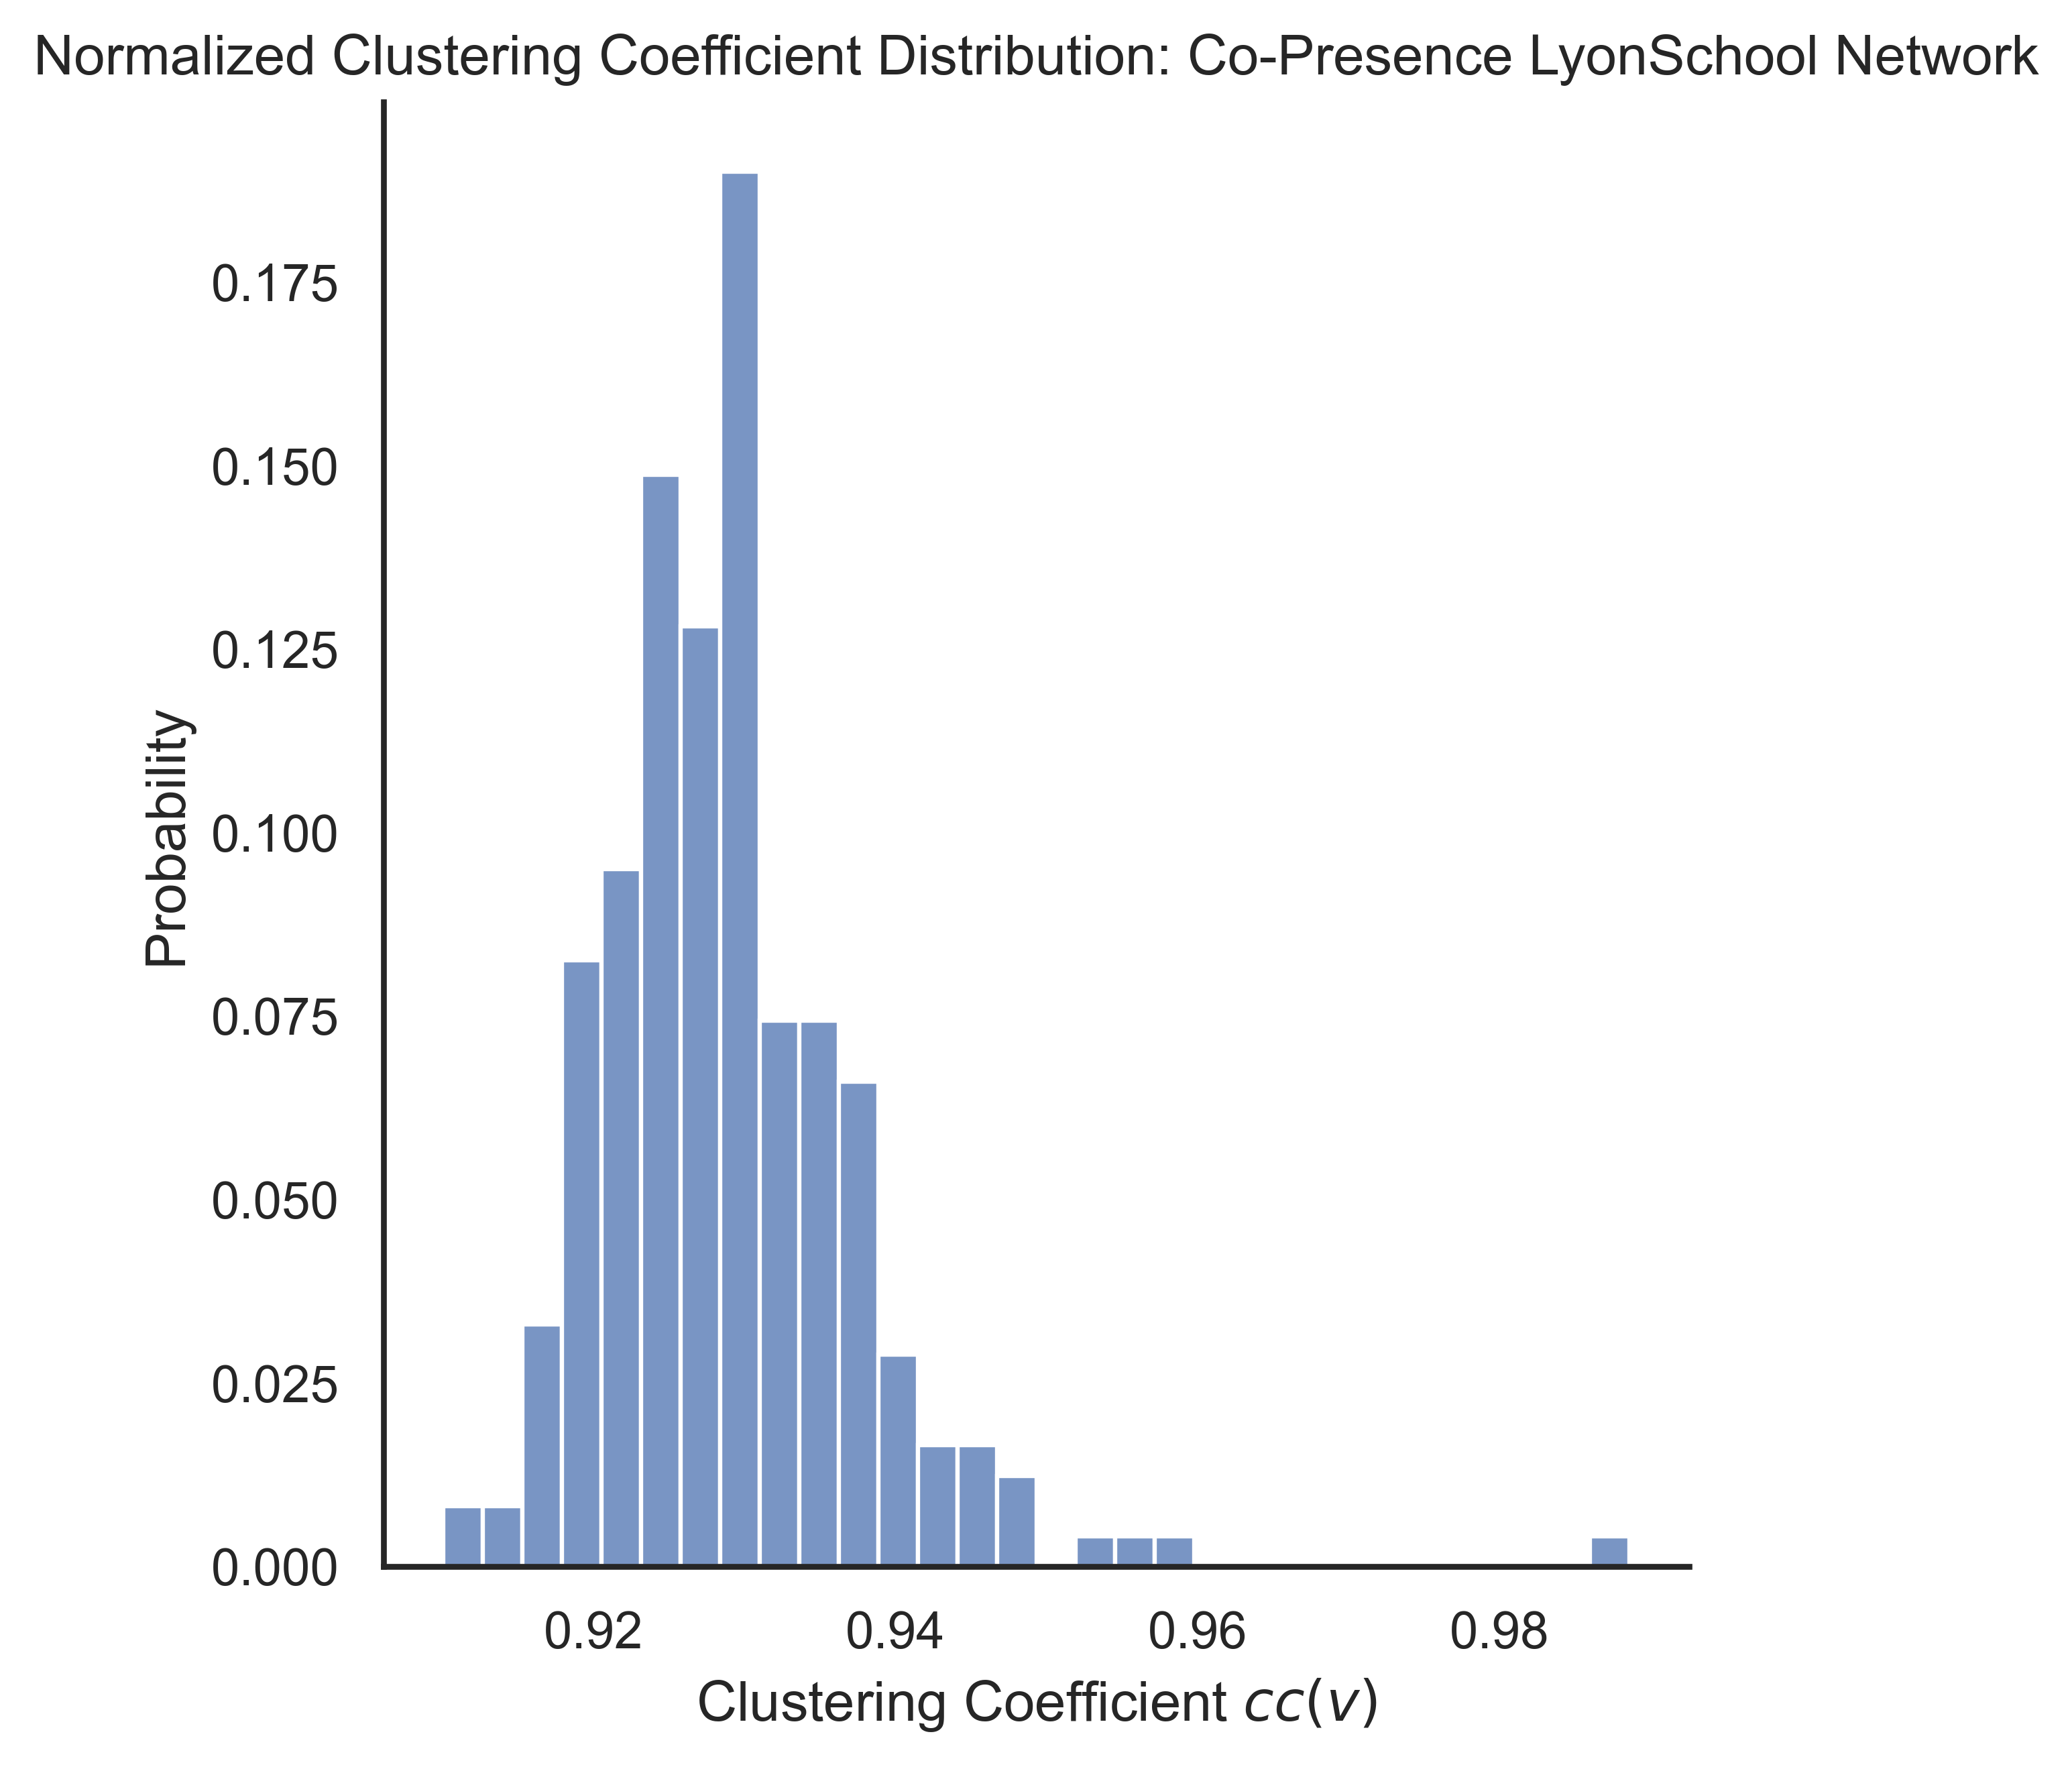 Normalized Clustering Coefficient Distribution: Co-Presence LyonSchool Network
0.175
0.150
0.125
0.100
0.075
0.050
0.025
0.000
Probability
0.92 0.94 0.96 0.98
Clustering Coefficient cc(v)